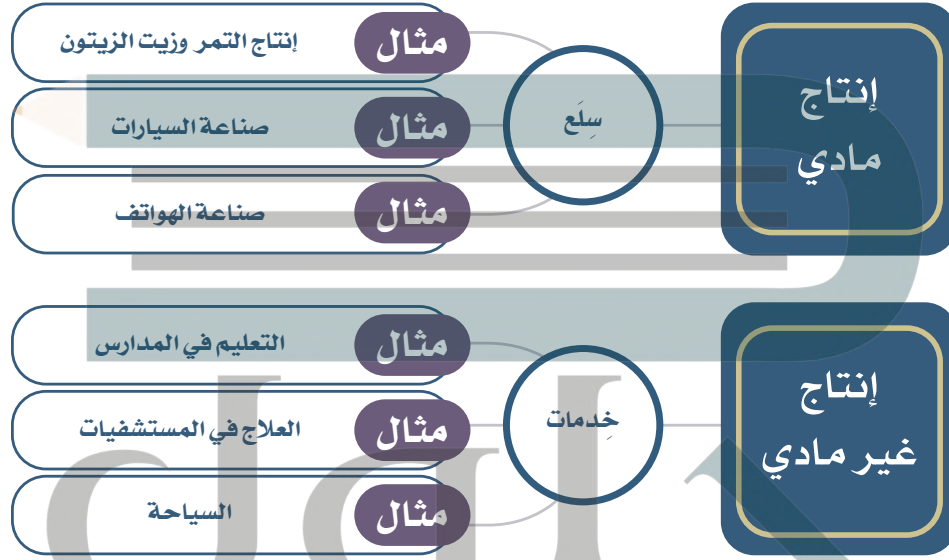 إنتاج
مادي
سِلَع
مثال
إنتاج التمر وزيت الزيتون
مثال
صناعة السيارات
مثال
صناعة الهواتف
إنتاج
غير مادي
خِدمات
مثال
التعليم في المدارس
مثال
العلاج في المستشفيات
مثال
السياحة